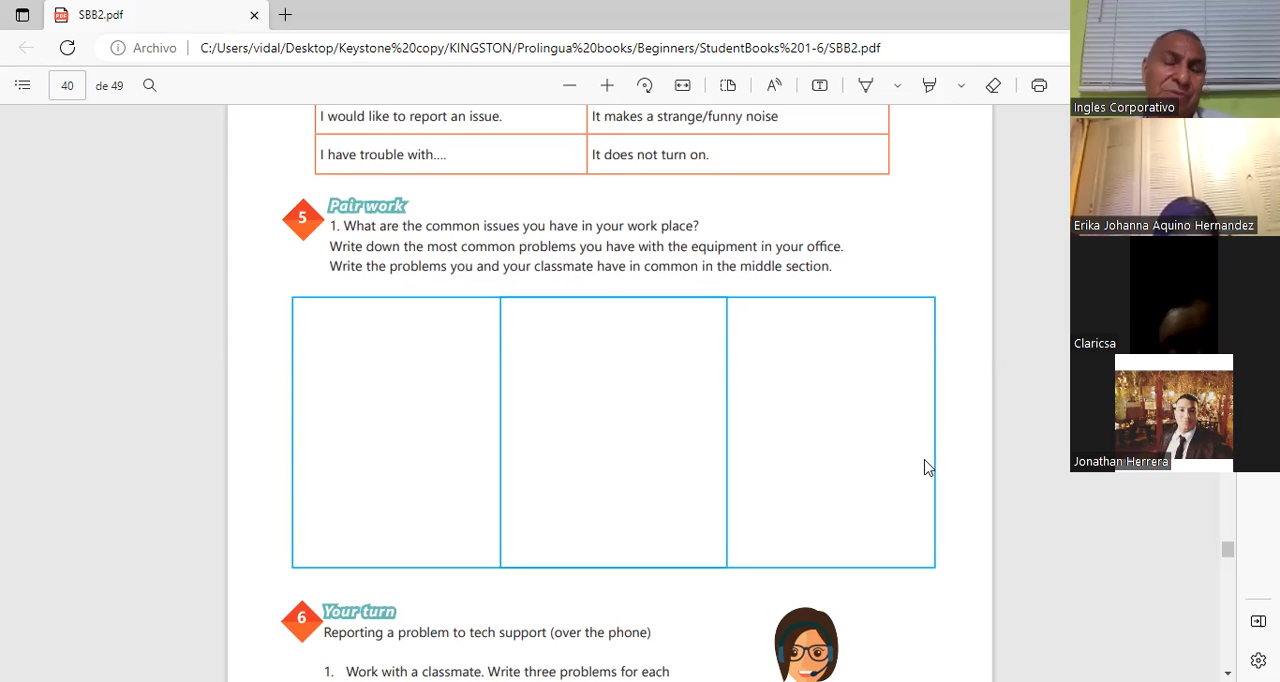 SBB2.pdf
Archivo
C:/Users/vidal/Desktop/Keystone%20copy/KINGSTON/Prolingua%20books/Beginners/StudentBooks%201-6/SBB2.pdf
40 de 49
I would like to report an issue. It makes a strange/funny noise
I have trouble with.... It does not turn on.
5 Pair work
1. What are the common issues you have in your work place?
Write down the most common problems you have with the equipment in your office.
Write the problems you and your classmate have in common in the middle section.
6 Your turn
Reporting a problem to tech support (over the phone)
1. Work with a classmate. Write three problems for each
Ingles Corporativo
Erika Johanna Aquino Hernandez
Claricsa
Jonathan Herrera